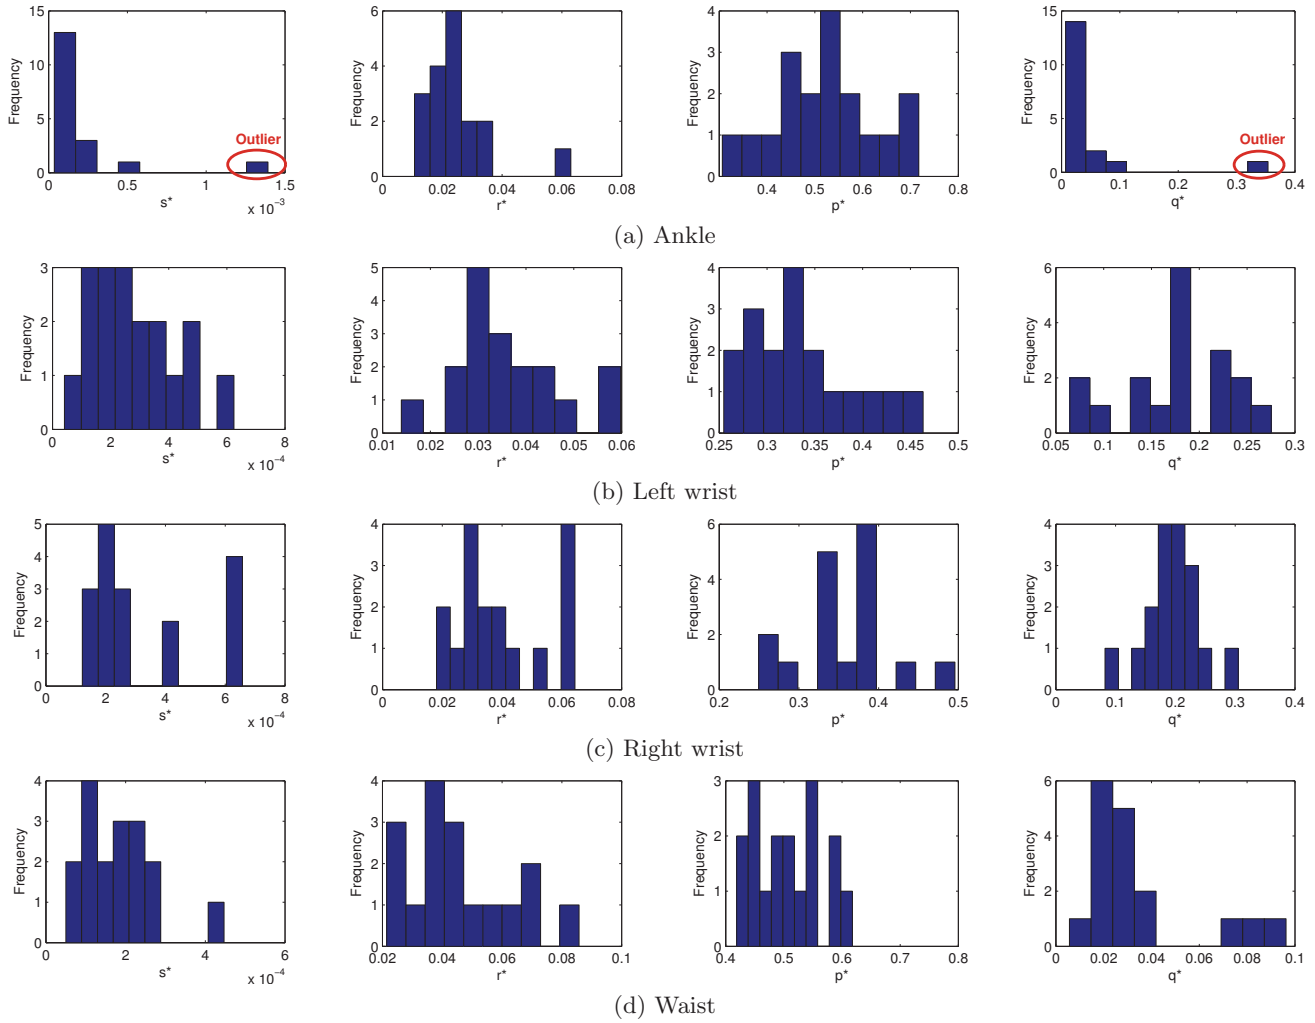 15
10
5
0
Frequency
Outlier
0 0.5 1 1.5
s*
x 10⁻³
6
4
2
0
Frequency
0 0.02 0.04 0.06 0.08
r*
4
3
2
1
0
Frequency
0.4 0.5 0.6 0.7 0.8
p*
15
10
5
0
Frequency
Outlier
0 0.1 0.2 0.3 0.4
q*
(a) Ankle
3
2
1
0
Frequency
0 2 4 6 8
s*
x 10⁻⁴
5
4
3
2
1
0
Frequency
0.01 0.02 0.03 0.04 0.05 0.06
r*
4
3
2
1
0
Frequency
0.25 0.3 0.35 0.4 0.45 0.5
p*
6
4
2
0
Frequency
0.05 0.1 0.15 0.2 0.25 0.3
q*
(b) Left wrist
5
4
3
2
1
0
Frequency
0 2 4 6 8
s*
x 10⁻⁴
4
3
2
1
0
Frequency
0 0.02 0.04 0.06 0.08
r*
6
4
2
0
Frequency
0.2 0.3 0.4 0.5
p*
4
3
2
1
0
Frequency
0 0.1 0.2 0.3 0.4
q*
(c) Right wrist
4
3
2
1
0
Frequency
0 2 4 6
s*
x 10⁻⁴
4
3
2
1
0
Frequency
0.02 0.04 0.06 0.08 0.1
r*
3
2
1
0
Frequency
0.4 0.5 0.6 0.7 0.8
p*
6
4
2
0
Frequency
0 0.02 0.04 0.06 0.08 0.1
q*
(d) Waist